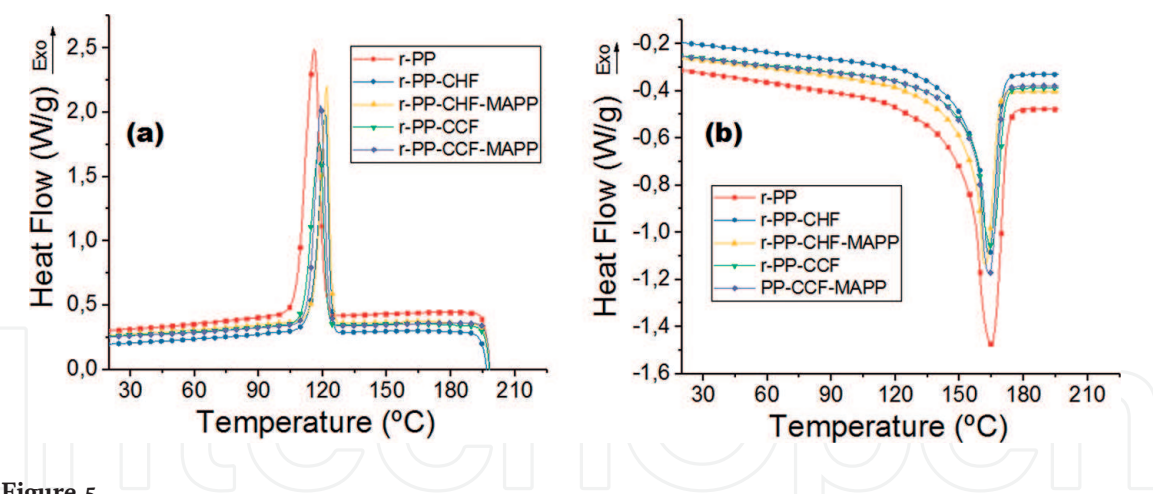 Exo
Heat Flow (W/g)
2,5
2,0
1,5
1,0
0,5
0,0
(a)
r-PP
r-PP-CHF
r-PP-CHF-MAPP
r-PP-CCF
r-PP-CCF-MAPP
30 60 90 120 150 180 210
Temperature (ºC)
Exo
Heat Flow (W/g)
-0,2
-0,4
-0,6
-0,8
-1,0
-1,2
-1,4
-1,6
(b)
r-PP
r-PP-CHF
r-PP-CHF-MAPP
r-PP-CCF
PP-CCF-MAPP
30 60 90 120 150 180 210
Temperature (ºC)
IntechOpen
Figure 5